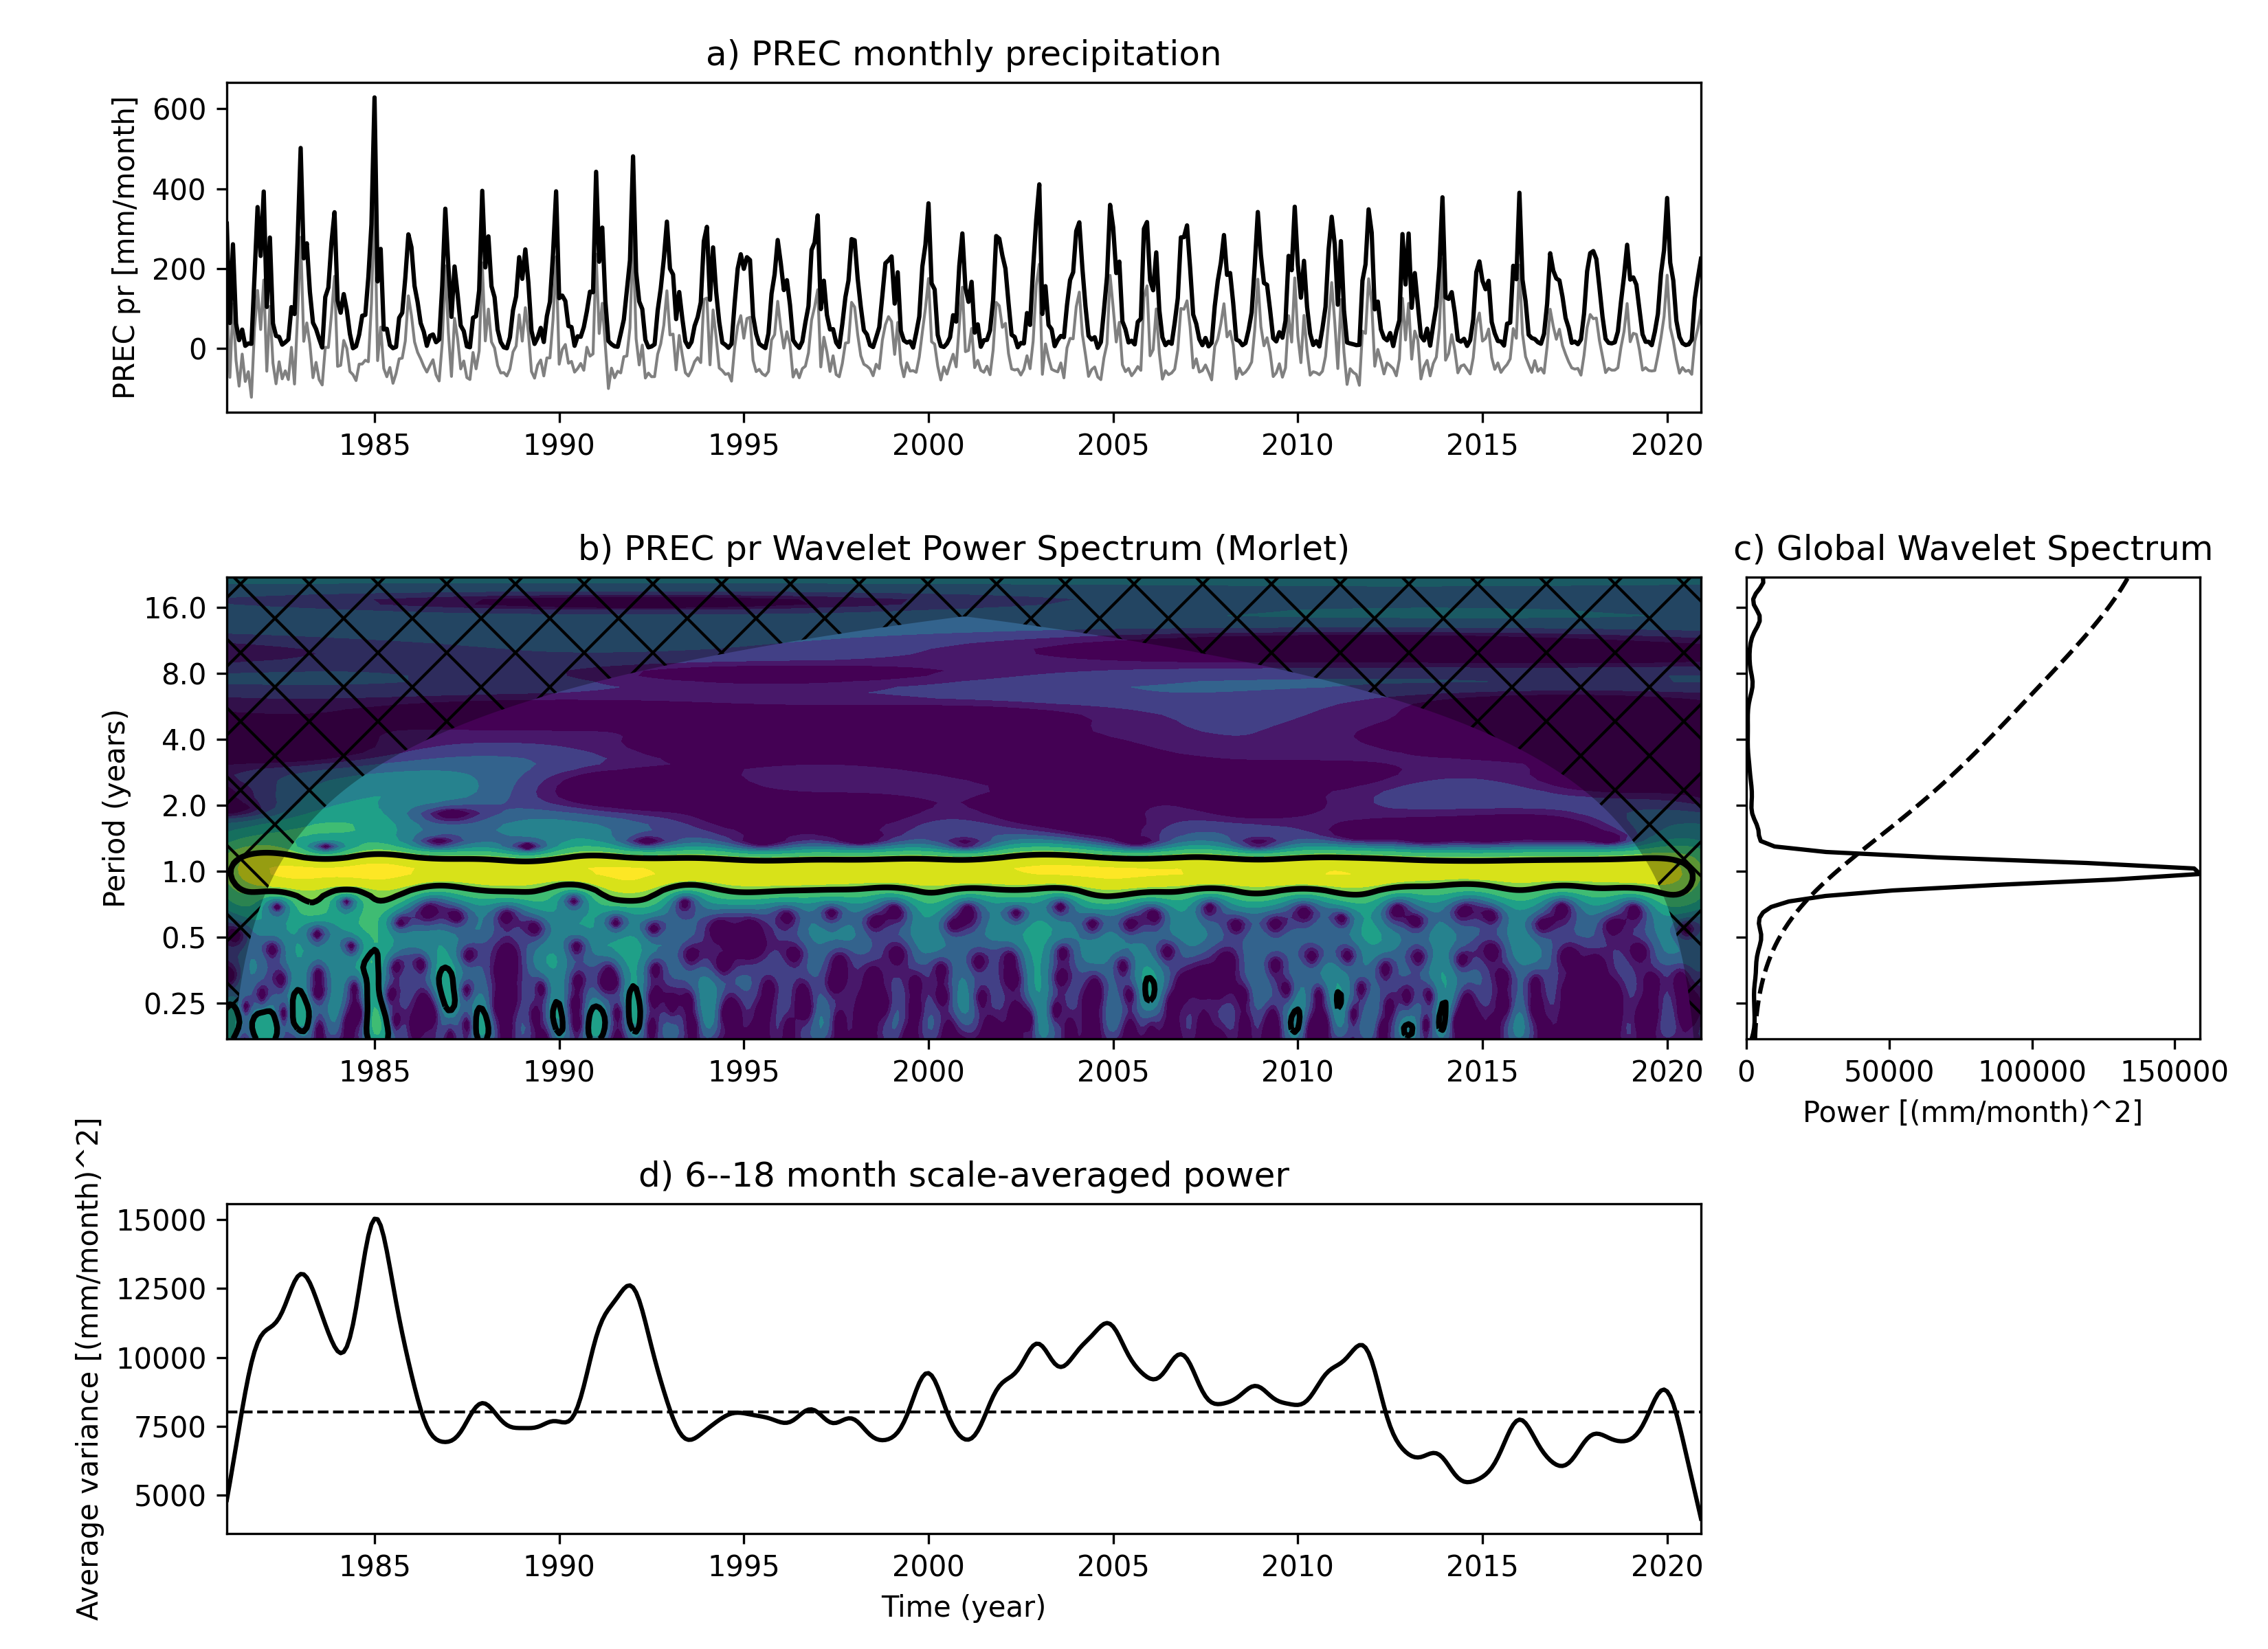 a) PREC monthly precipitation
PREC pr [mm/month]
600
400
200
0
1985 1990 1995 2000 2005 2010 2015 2020
b) PREC pr Wavelet Power Spectrum (Morlet)
Period (years)
16.0
8.0
4.0
2.0
1.0
0.5
0.25
1985 1990 1995 2000 2005 2010 2015 2020
c) Global Wavelet Spectrum
0 50000 100000 150000
Power [(mm/month)^2]
d) 6--18 month scale-averaged power
Average variance [(mm/month)^2]
15000
12500
10000
7500
5000
1985 1990 1995 2000 2005 2010 2015 2020
Time (year)